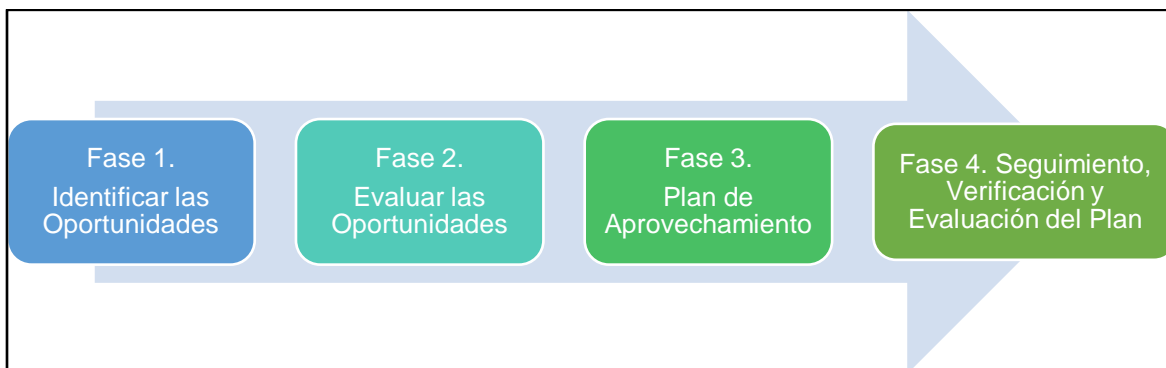 Fase 1.
Identificar las
Oportunidades
Fase 2.
Evaluar las
Oportunidades
Fase 3.
Plan de
Aprovechamiento
Fase 4. Seguimiento,
Verificación y
Evaluación del Plan